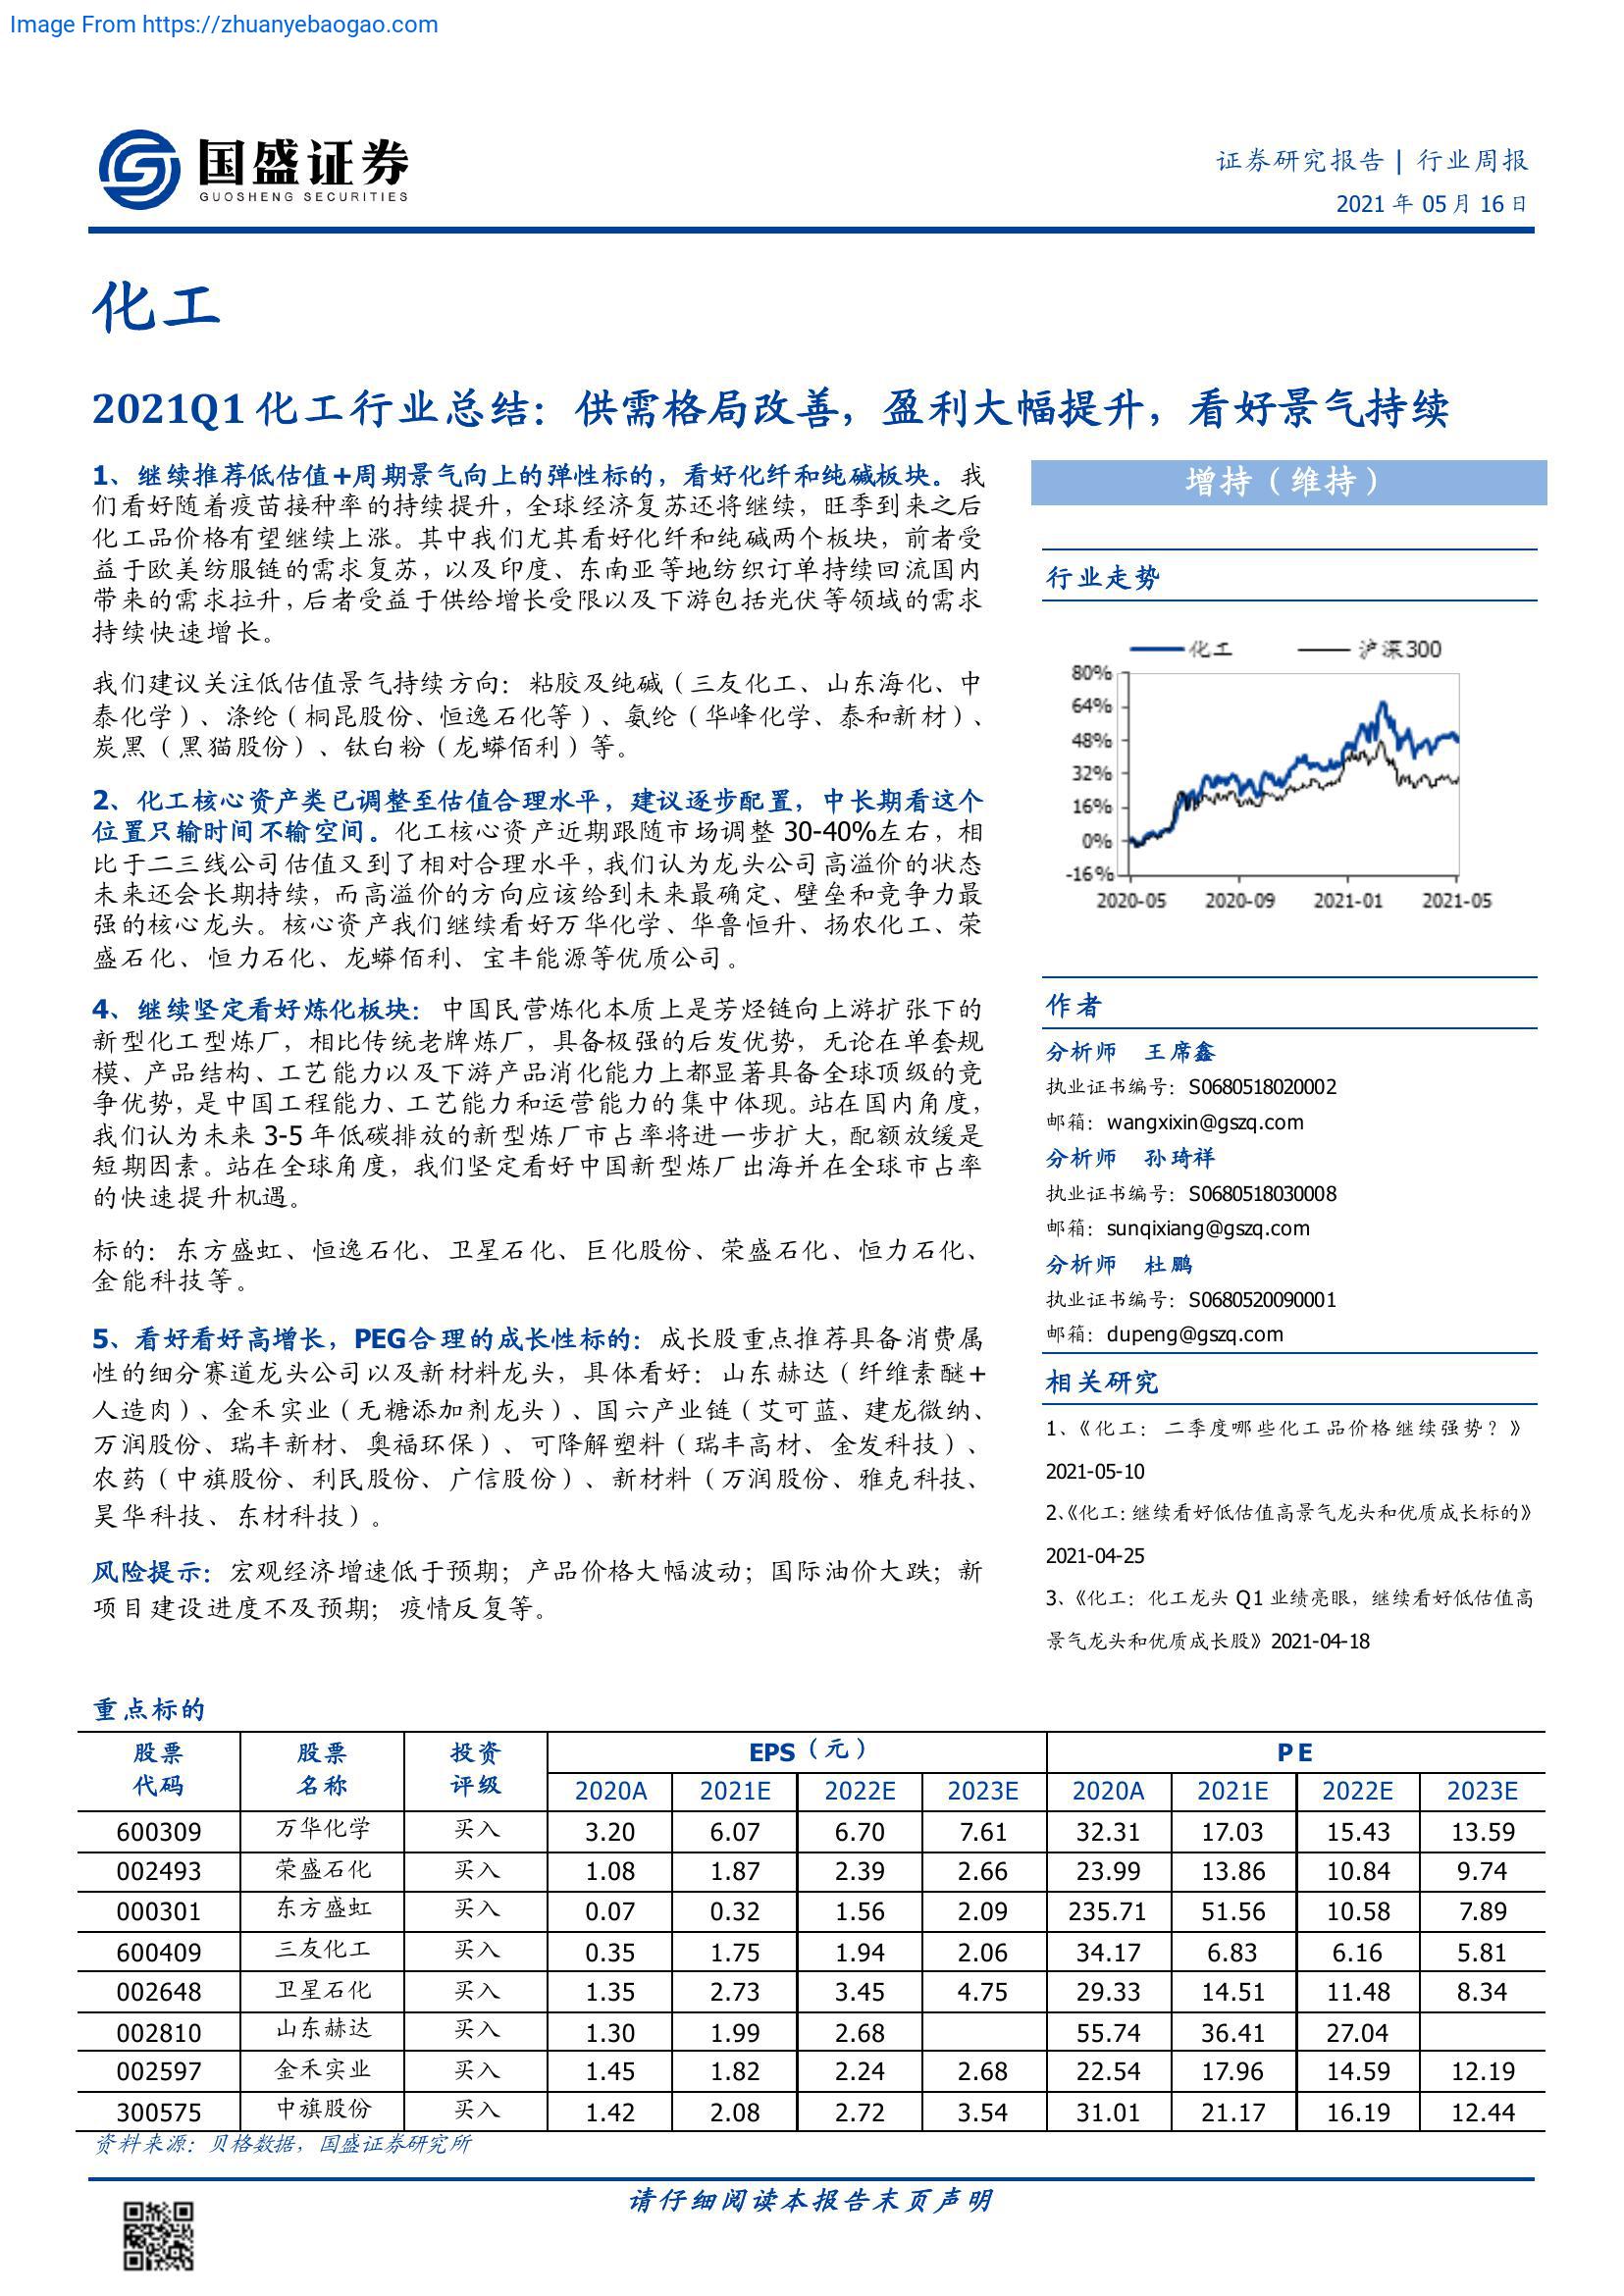 Image From https://zhuanyebaogao.com
国盛证券
GUOSHENG SECURITIES
证券研究报告 | 行业周报
2021 年 05 月 16 日
化工
2021Q1 化工行业总结：供需格局改善，盈利大幅提升，看好景气持续
1、继续推荐低估值+周期景气向上的弹性标的，看好化纤和纯碱板块。我
们看好随着疫苗接种率的持续提升，全球经济复苏还将继续，旺季到来之后
化工品价格有望继续上涨。其中我们尤其看好化纤和纯碱两个板块，前者受
益于欧美纺服链的需求复苏，以及印度、东南亚等地纺织订单持续回流国内
带来的需求拉升，后者受益于供给增长受限以及下游包括光伏等领域的需求
持续快速增长。
我们建议关注低估值景气持续方向：粘胶及纯碱（三友化工、山东海化、中
泰化学）、涤纶（桐昆股份、恒逸石化等）、氨纶（华峰化学、泰和新材）、
炭黑（黑猫股份）、钛白粉（龙蟒佰利）等。
2、化工核心资产类已调整至估值合理水平，建议逐步配置，中长期看这个
位置只输时间不输空间。化工核心资产近期跟随市场调整 30-40%左右，相
比于二三线公司估值又到了相对合理水平，我们认为龙头公司高溢价的状态
未来还会长期持续，而高溢价的方向应该给到未来最确定、壁垒和竞争力最
强的核心龙头。核心资产我们继续看好万华化学、华鲁恒升、扬农化工、荣
盛石化、恒力石化、龙蟒佰利、宝丰能源等优质公司。
4、继续坚定看好炼化板块：中国民营炼化本质上是芳烃链向上游扩张下的
新型化工型炼厂，相比传统老牌炼厂，具备极强的后发优势，无论在单套规
模、产品结构、工艺能力以及下游产品消化能力上都显著具备全球顶级的竞
争优势，是中国工程能力、工艺能力和运营能力的集中体现。站在国内角度，
我们认为未来 3-5 年低碳排放的新型炼厂市占率将进一步扩大，配额放缓是
短期因素。站在全球角度，我们坚定看好中国新型炼厂出海并在全球市占率
的快速提升机遇。
标的：东方盛虹、恒逸石化、卫星石化、巨化股份、荣盛石化、恒力石化、
金能科技等。
5、看好看好高增长，PEG合理的成长性标的：成长股重点推荐具备消费属
性的细分赛道龙头公司以及新材料龙头，具体看好：山东赫达（纤维素醚+
人造肉）、金禾实业（无糖添加剂龙头）、国六产业链（艾可蓝、建龙微纳、
万润股份、瑞丰新材、奥福环保）、可降解塑料（瑞丰高材、金发科技）、
农药（中旗股份、利民股份、广信股份）、新材料（万润股份、雅克科技、
昊华科技、东材科技）。
风险提示：宏观经济增速低于预期；产品价格大幅波动；国际油价大跌；新
项目建设进度不及预期；疫情反复等。
增持（维持）
行业走势
化工 沪深300
80%
64%
48%
32%
16%
0%
-16%
2020-05 2020-09 2021-01 2021-05
作者
分析师 王席鑫
执业证书编号：S0680518020002
邮箱：wangxixin@gszq.com
分析师 孙琦祥
执业证书编号：S0680518030008
邮箱：sunqixiang@gszq.com
分析师 杜鹏
执业证书编号：S0680520090001
邮箱：dupeng@gszq.com
相关研究
1、《化工：二季度哪些化工品价格继续强势？》
2021-05-10
2、《化工：继续看好低估值高景气龙头和优质成长标的》
2021-04-25
3、《化工：化工龙头 Q1 业绩亮眼，继续看好低估值高
景气龙头和优质成长股》2021-04-18
重点标的
股票 股票 投资 EPS（元） P E
代码 名称 评级 2020A 2021E 2022E 2023E 2020A 2021E 2022E 2023E
600309 万华化学 买入 3.20 6.07 6.70 7.61 32.31 17.03 15.43 13.59
002493 荣盛石化 买入 1.08 1.87 2.39 2.66 23.99 13.86 10.84 9.74
000301 东方盛虹 买入 0.07 0.32 1.56 2.09 235.71 51.56 10.58 7.89
600409 三友化工 买入 0.35 1.75 1.94 2.06 34.17 6.83 6.16 5.81
002648 卫星石化 买入 1.35 2.73 3.45 4.75 29.33 14.51 11.48 8.34
002810 山东赫达 买入 1.30 1.99 2.68 55.74 36.41 27.04
002597 金禾实业 买入 1.45 1.82 2.24 2.68 22.54 17.96 14.59 12.19
300575 中旗股份 买入 1.42 2.08 2.72 3.54 31.01 21.17 16.19 12.44
资料来源：贝格数据，国盛证券研究所
请仔细阅读本报告末页声明